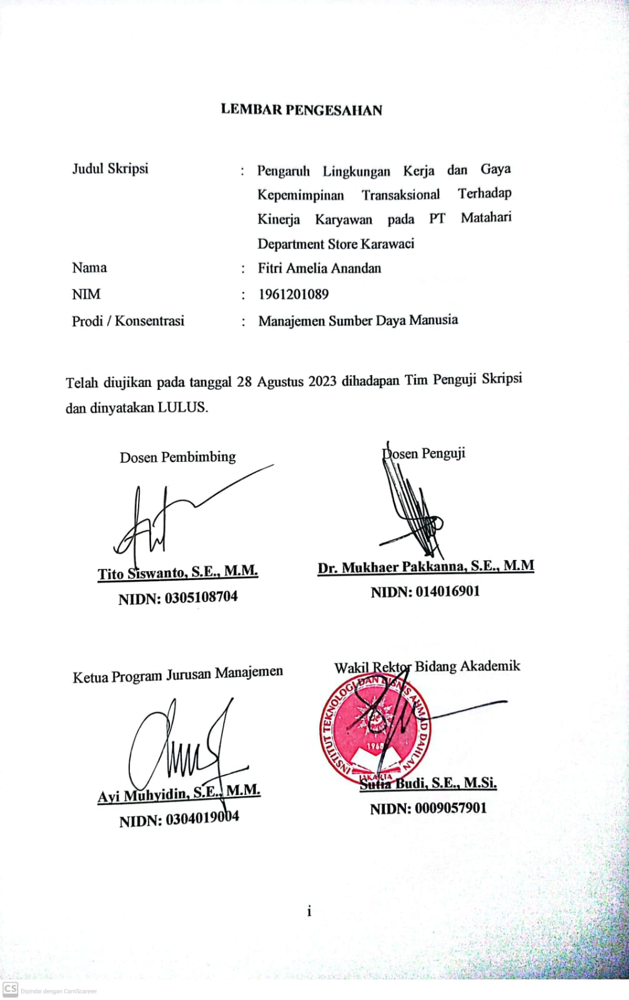 LEMBAR PENGESAHAN
Judul Skripsi : Pengaruh Lingkungan Kerja dan Gaya
Kepemimpinan Transaksional Terhadap
Kinerja Karyawan pada PT Matahari
Department Store Karawaci
Nama : Fitri Amelia Anandan
NIM : 1961201089
Prodi / Konsentrasi : Manajemen Sumber Daya Manusia
Telah diujikan pada tanggal 28 Agustus 2023 dihadapan Tim Penguji Skripsi
dan dinyatakan LULUS.
Dosen Pembimbing
Tito Siswanto, S.E., M.M.
NIDN: 0305108704
Dosen Penguji
Dr. Mukhaer Pakkanna, S.E., M.M
NIDN: 014016901
Ketua Program Jurusan Manajemen
Ayi Muhyidin, S.E., M.M.
NIDN: 0304019004
Wakil Rektor Bidang Akademik
INSTITUT TEKNOLOGI DAN BISNIS AHMAD DAHLAN
1968
JAKARTA
Sutia Budi, S.E., M.Si.
NIDN: 0009057901
i
CS Dipindai dengan CamScanner